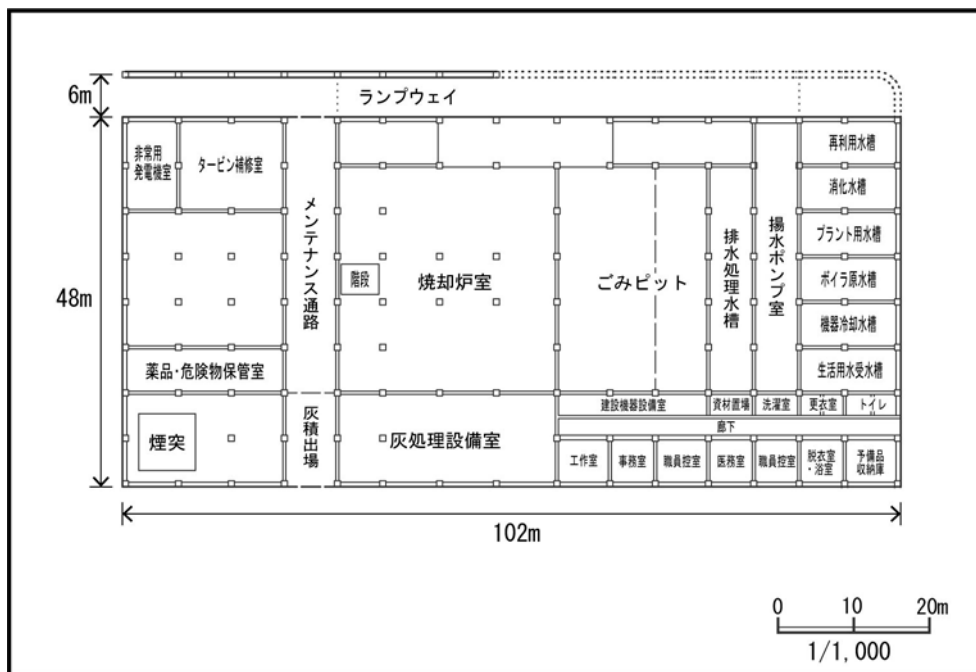 6m
ランプウェイ
48m
非常用
発電機室
タービン補修室
メンテナンス通路
階段
焼却炉室
ごみピット
排水処理水槽
揚水ポンプ室
再利用水槽
消化水槽
プラント用水槽
ボイラ原水槽
機器冷却水槽
生活用水受水槽
薬品・危険物保管室
煙突
灰積出場
灰処理設備室
建設機器設備室
資材置場
洗濯室
更衣室
トイレ
廊下
工作室
事務室
職員控室
医務室
職員控室
脱衣室
・浴室
予備品
収納庫
102m
0 10 20m
1/1,000